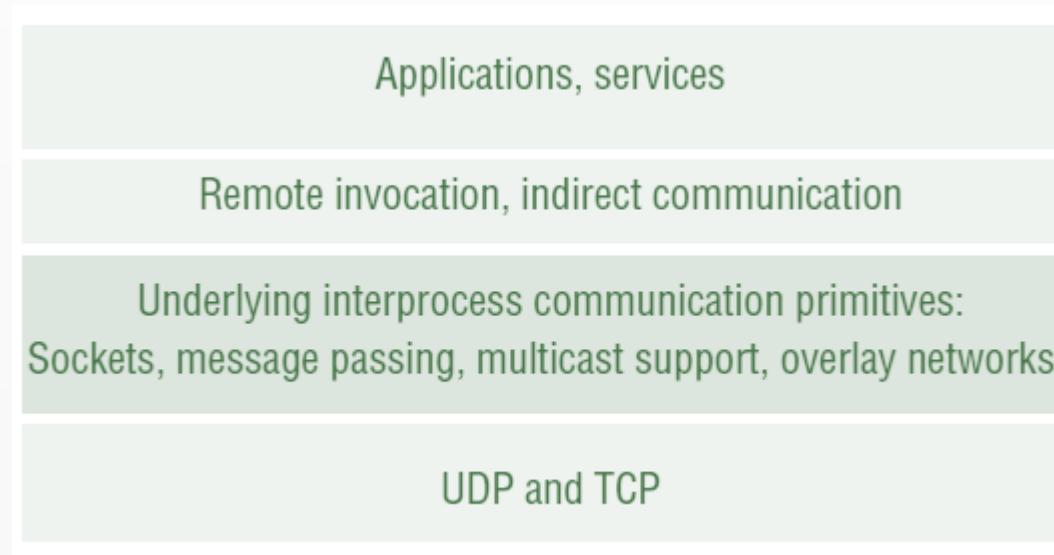 Applications, services
Remote invocation, indirect communication
Underlying interprocess communication primitives:
Sockets, message passing, multicast support, overlay networks
UDP and TCP